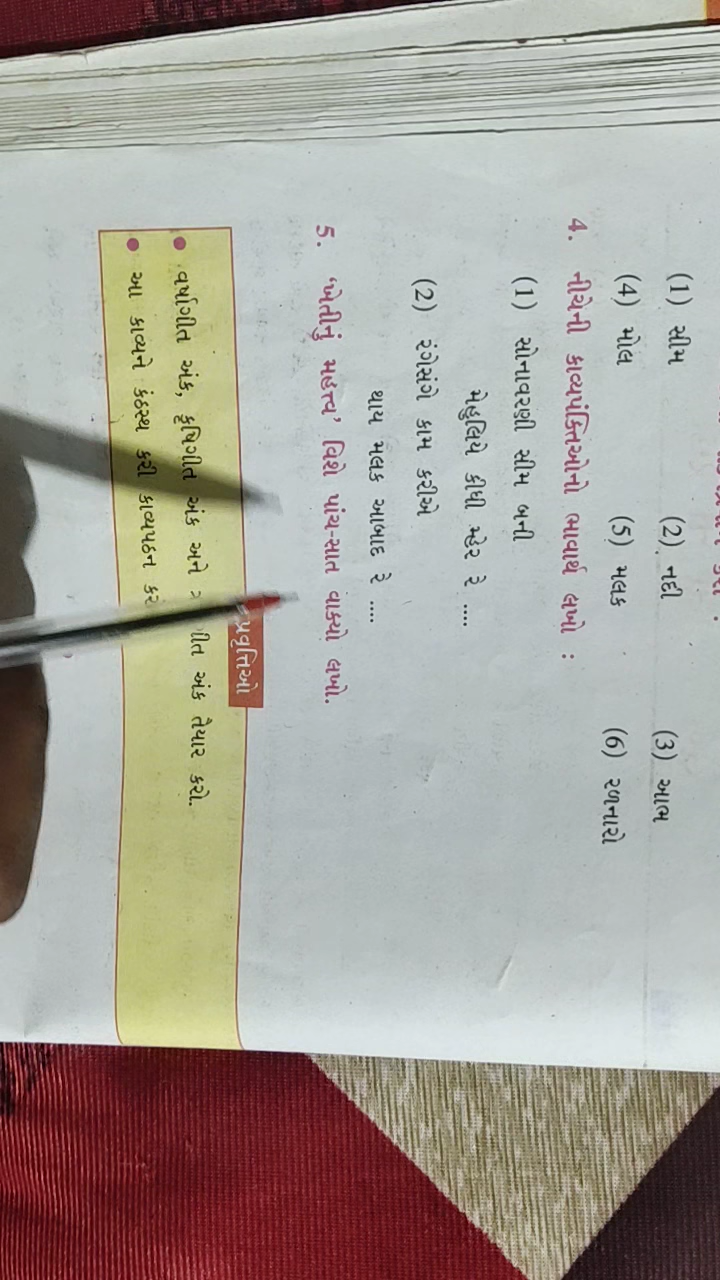 (1) સીમ (2) નદી (3) આભ
(4) મોલ (5) મલક (6) રળનારો
4. નીચેની કાવ્યપંક્તિઓનો ભાવાર્થ લખો :
(1) સોનાવરણી સીમ બની
મેહુલિયે કીધી મ્હેર રે ....
(2) રંગેસંગે કામ કરીએ
થાય મલક આબાદ રે ....
5. 'ખેતીનું મહત્ત્વ' વિશે પાંચ-સાત વાક્યો લખો.
પ્રવૃત્તિઓ
• વર્ષાગીત અંક, કૃષિગીત અંક અને અંક તૈયાર કરો.
• આ કાવ્યને કંઠસ્થ કરી કાવ્યપઠન